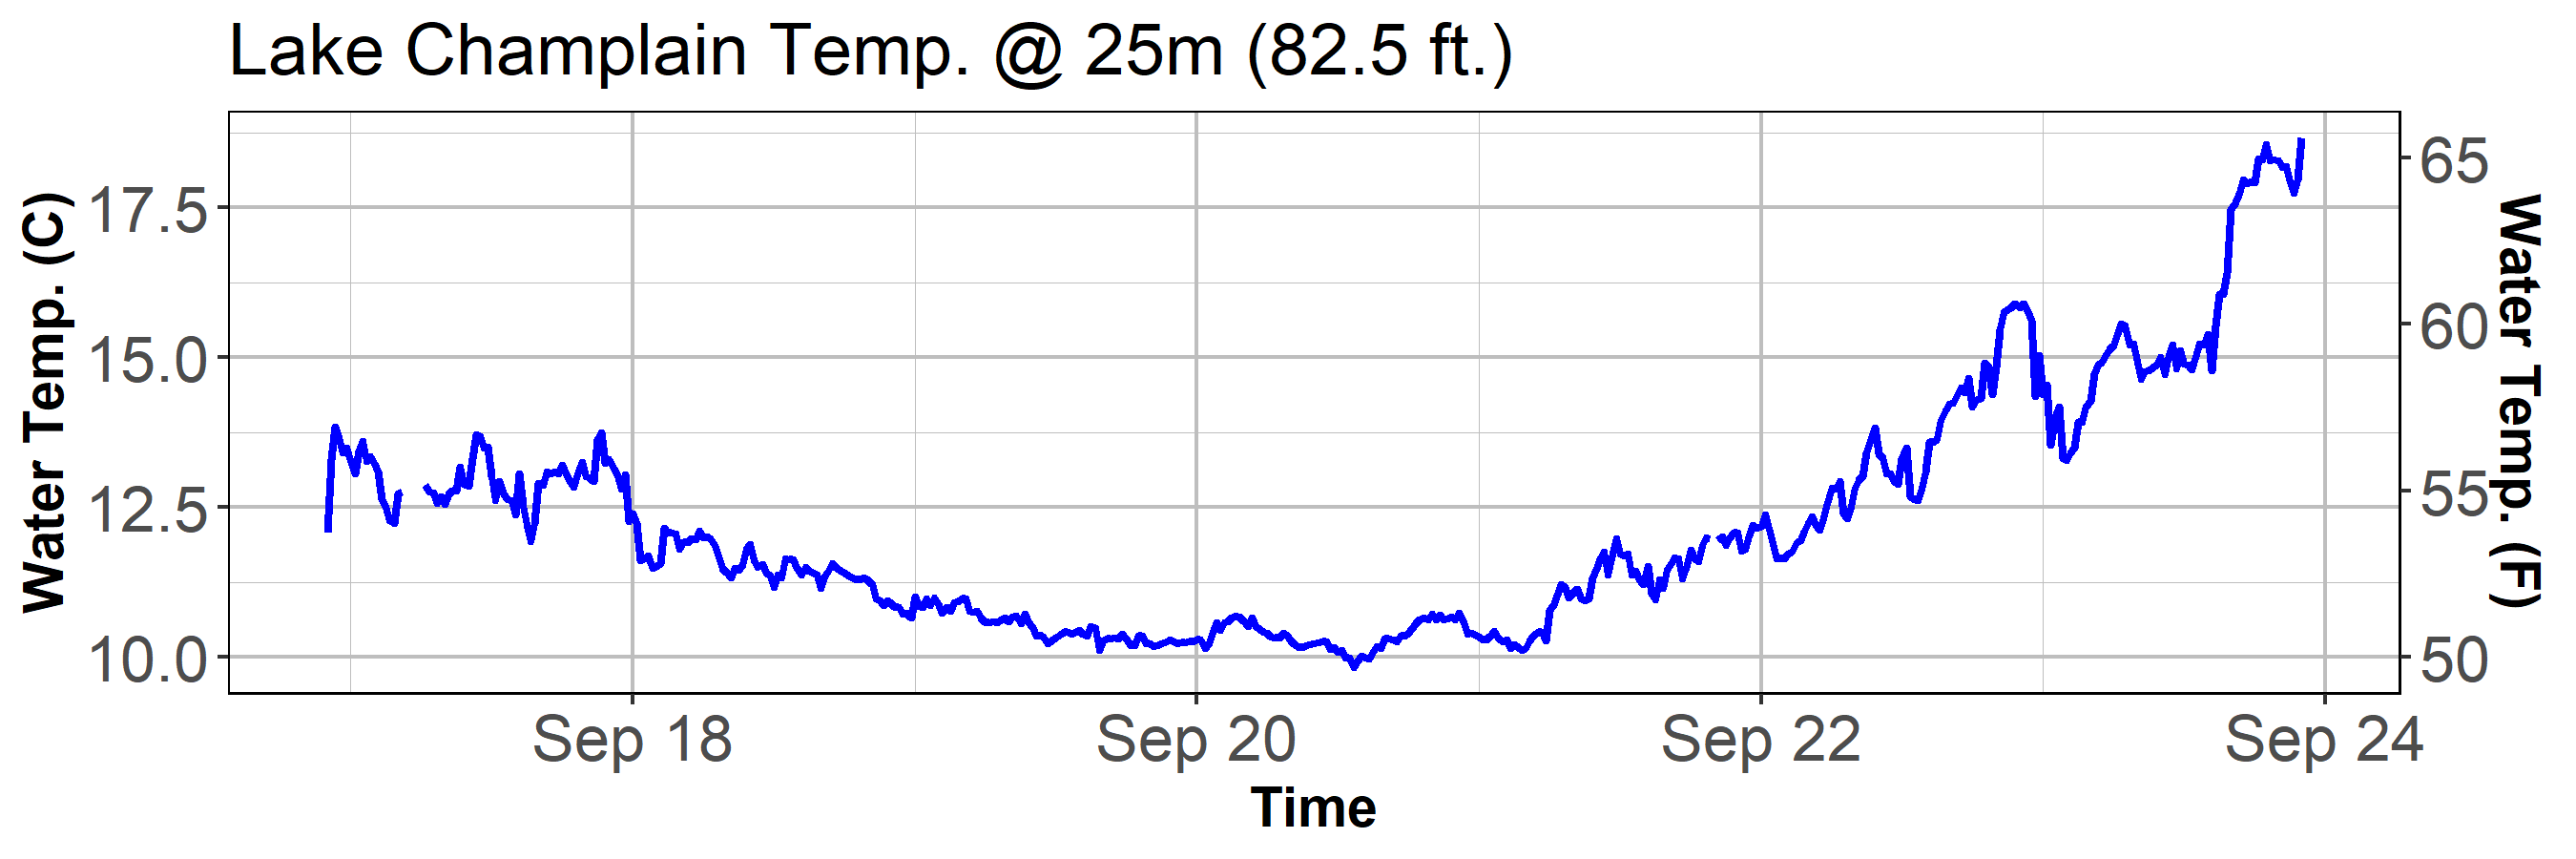 Lake Champlain Temp. @ 25m (82.5 ft.)
Water Temp. (C)
17.5
15.0
12.5
10.0
65
60
55
50
Water Temp. (F)
Sep 18
Sep 20
Sep 22
Sep 24
Time